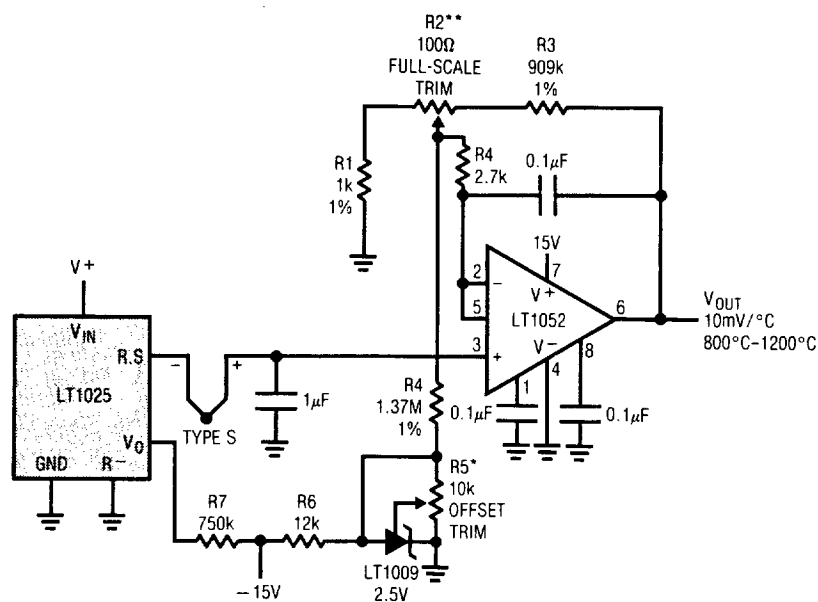 R2**
100Ω
FULL-SCALE
TRIM
R3
909k
1%
R1
1k
1%
R4
2.7k
0.1μF
15V
7
2
−
V+
5
LT1052
6
VOUT
10mV/°C
800°C–1200°C
3
+
V−
8
1
4
0.1μF
0.1μF
V+
VIN
R.S
−
+
LT1025
1μF
TYPE S
VO
GND
R−
R4
1.37M
1%
R5*
10k
OFFSET
TRIM
R7
750k
R6
12k
−15V
LT1009
2.5V